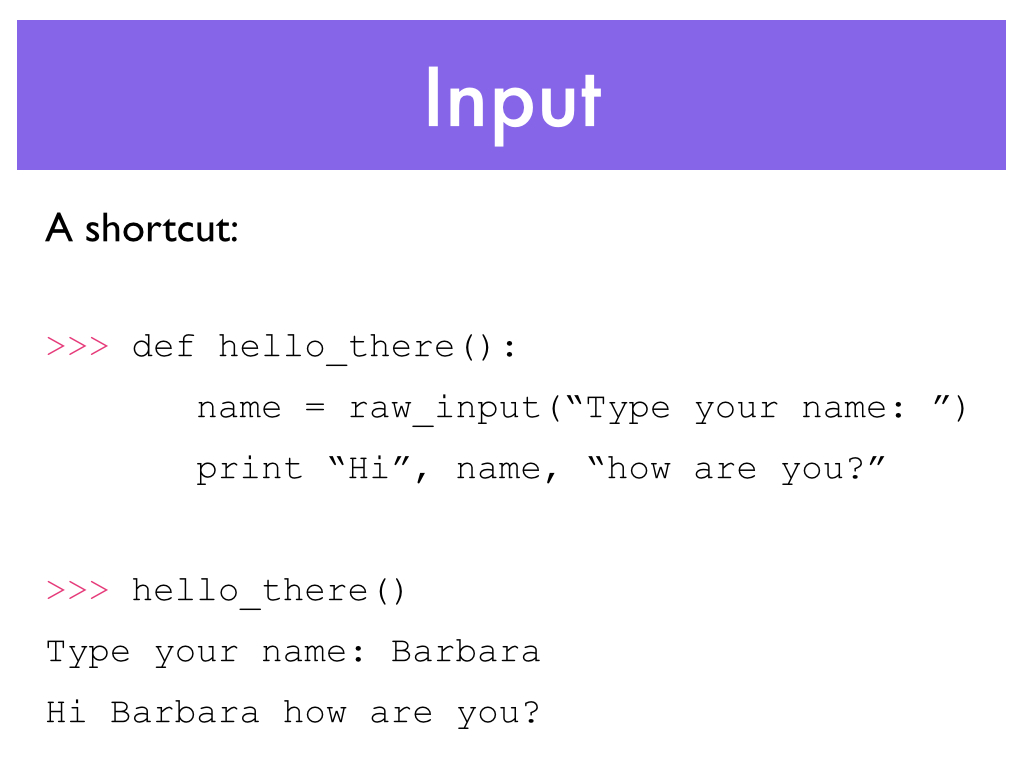 Input
A shortcut:
>>> def hello_there():
        name = raw_input(“Type your name: ”)
        print “Hi”, name, “how are you?”
>>> hello_there()
Type your name: Barbara
Hi Barbara how are you?